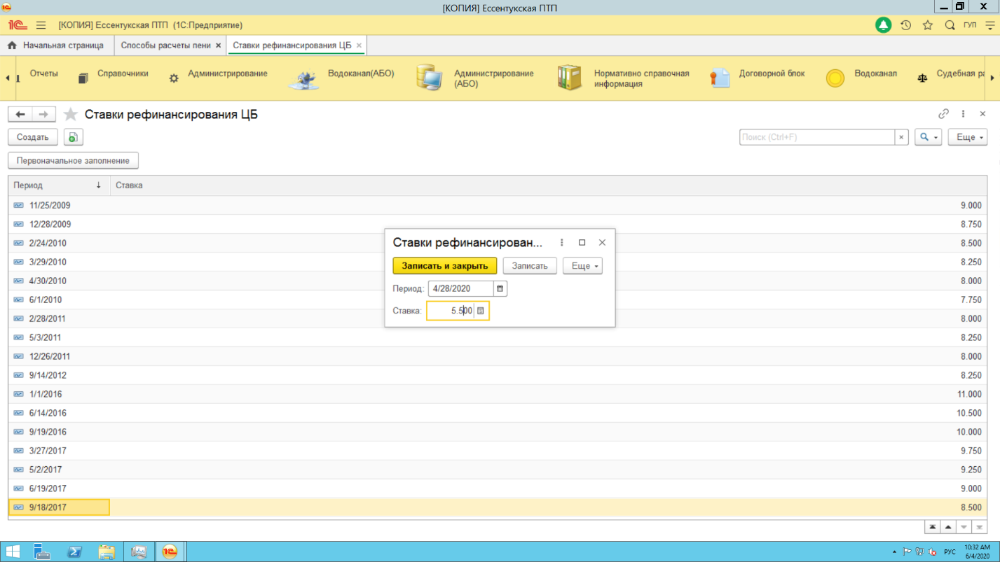 [КОПИЯ] Ессентукская ПТП
1С [КОПИЯ] Ессентукская ПТП (1С:Предприятие)
ГУП
Начальная страница
Способы расчеты пени ×
Ставки рефинансирования ЦБ ×
Отчеты
Справочники
Администрирование
Водоканал(АБО)
Администрирование
(АБО)
Нормативно справочная
информация
Договорной блок
Водоканал
Судебная ра
Ставки рефинансирования ЦБ
Создать
Поиск (Ctrl+F)
Еще
Первоначальное заполнение
Период ↓ Ставка
11/25/2009 9.000
12/28/2009 8.750
2/24/2010 8.500
3/29/2010 8.250
4/30/2010 8.000
6/1/2010 7.750
2/28/2011 8.000
5/3/2011 8.250
12/26/2011 8.000
9/14/2012 8.250
1/1/2016 11.000
6/14/2016 10.500
9/19/2016 10.000
3/27/2017 9.750
5/2/2017 9.250
6/19/2017 9.000
9/18/2017 8.500
Ставки рефинансирован...
Записать и закрыть
Записать
Еще
Период: 4/28/2020
Ставка: 5.500
РУС
10:32 AM
6/4/2020